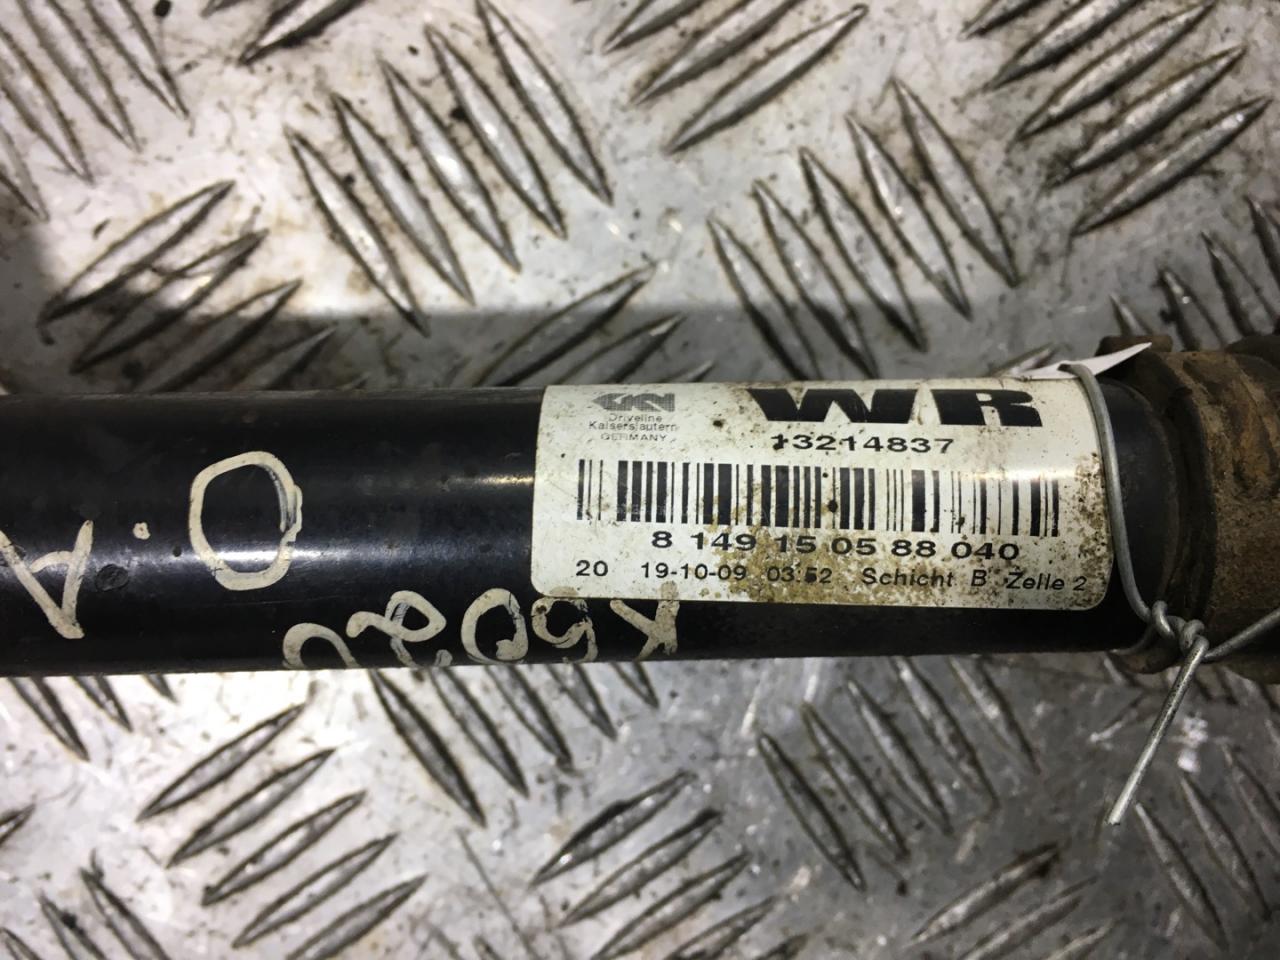 GKN
Driveline
Kaiserslautern
GERMANY
WR
13214837
8 149 15 05 88 040
20 19-10-09 03:52 Schicht B Zelle 2